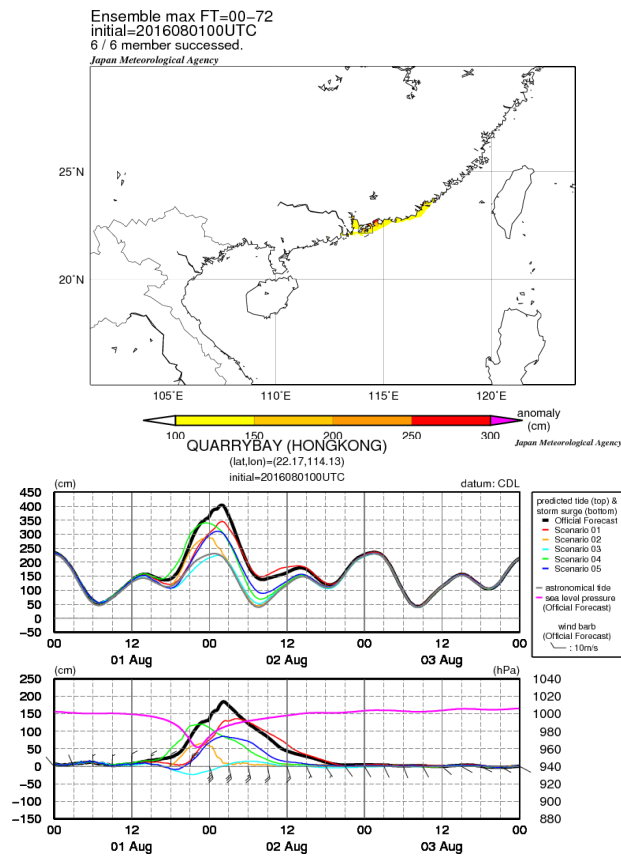 Ensemble max FT=00-72
initial=2016080100UTC
6 / 6 member successed.
Japan Meteorological Agency
25°N
20°N
105°E 110°E 115°E 120°E
anomaly
(cm)
100 150 200 250 300
Japan Meteorological Agency
QUARRYBAY (HONGKONG)
(lat,lon)=(22.17,114.13)
initial=2016080100UTC
(cm) datum: CDL
450
400
350
300
250
200
150
100
50
0
-50
00 12 00 12 00 12 00
01 Aug 02 Aug 03 Aug
predicted tide (top) &
storm surge (bottom)
Official Forecast
Scenario 01
Scenario 02
Scenario 03
Scenario 04
Scenario 05
astronomical tide
sea level pressure
(Official Forecast)
wind barb
(Official Forecast)
: 10m/s
(cm) (hPa)
250 1040
200 1020
150 1000
100 980
50 960
0 940
-50 920
-100 900
-150 880
00 12 00 12 00 12 00
01 Aug 02 Aug 03 Aug